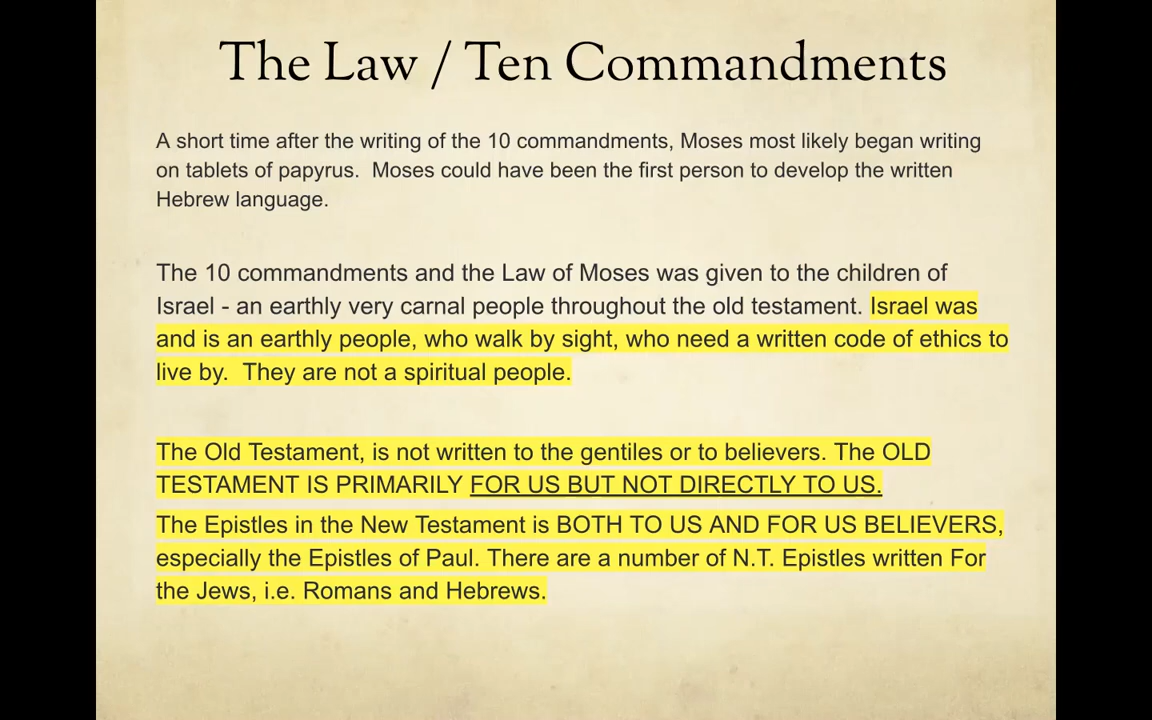 The Law / Ten Commandments
A short time after the writing of the 10 commandments, Moses most likely began writing
on tablets of papyrus.  Moses could have been the first person to develop the written
Hebrew language.
The 10 commandments and the Law of Moses was given to the children of
Israel - an earthly very carnal people throughout the old testament. Israel was
and is an earthly people, who walk by sight, who need a written code of ethics to
live by.  They are not a spiritual people.
The Old Testament, is not written to the gentiles or to believers. The OLD
TESTAMENT IS PRIMARILY FOR US BUT NOT DIRECTLY TO US.
The Epistles in the New Testament is BOTH TO US AND FOR US BELIEVERS,
especially the Epistles of Paul. There are a number of N.T. Epistles written For
the Jews, i.e. Romans and Hebrews.